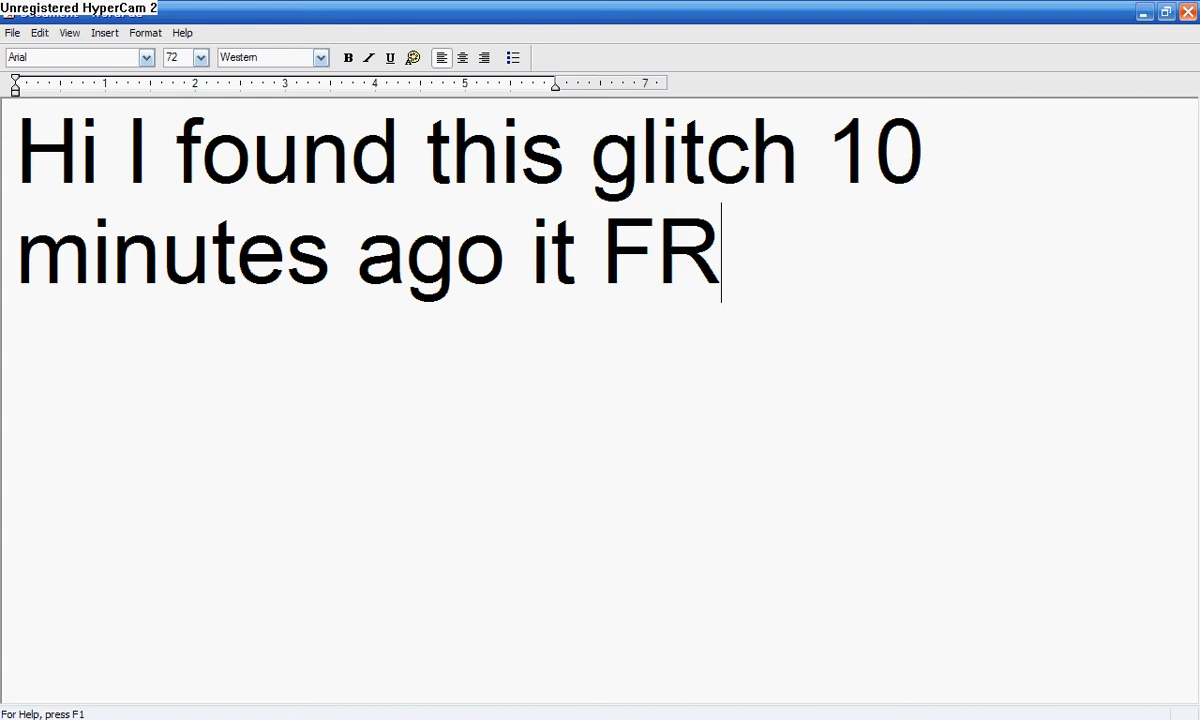 Unregistered HyperCam 2
File Edit View Insert Format Help
Arial 72 Western B I U
1 2 3 4 5 7
Hi I found this glitch 10
minutes ago it FR
For Help, press F1